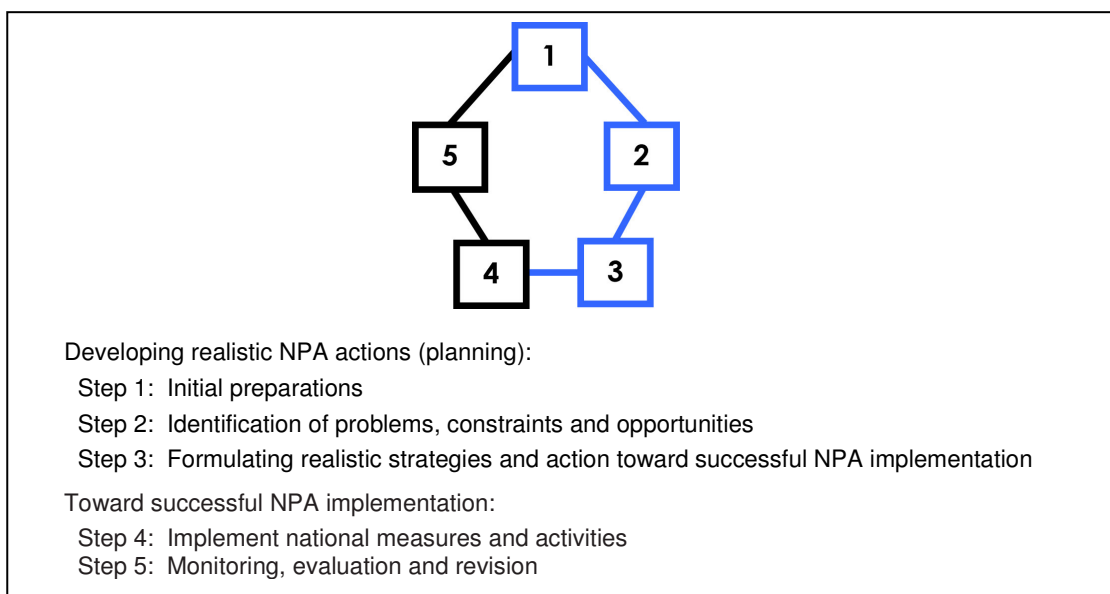 1
5
2
4
3
Developing realistic NPA actions (planning):
Step 1: Initial preparations
Step 2: Identification of problems, constraints and opportunities
Step 3: Formulating realistic strategies and action toward successful NPA implementation
Toward successful NPA implementation:
Step 4: Implement national measures and activities
Step 5: Monitoring, evaluation and revision